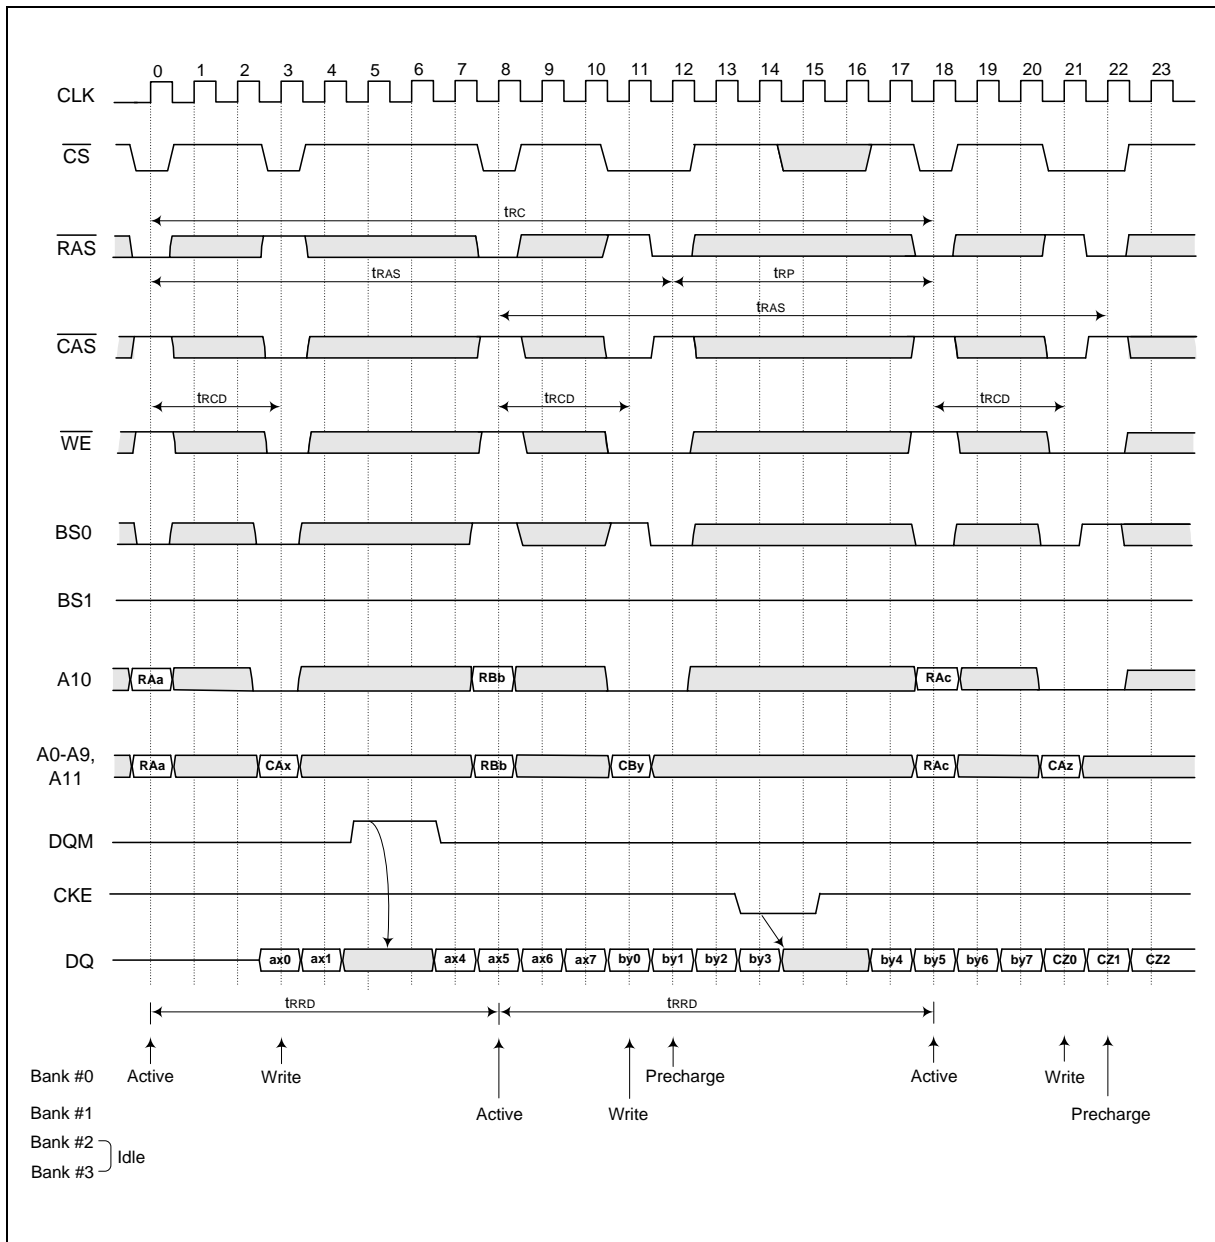 0 1 2 3 4 5 6 7 8 9 10 11 12 13 14 15 16 17 18 19 20 21 22 23
CLK
CS
tRC
RAS
tRAS tRP
tRAS
CAS
tRCD tRCD tRCD
WE
BS0
BS1
A10 RAa RBb RAc
A0-A9,
A11 RAa CAx RBb CBy RAc CAz
DQM
CKE
DQ ax0 ax1 ax4 ax5 ax6 ax7 by0 by1 by2 by3 by4 by5 by6 by7 CZ0 CZ1 CZ2
tRRD tRRD
Bank #0 Active Write Precharge Active Write
Bank #1 Active Write Precharge
Bank #2
Idle
Bank #3